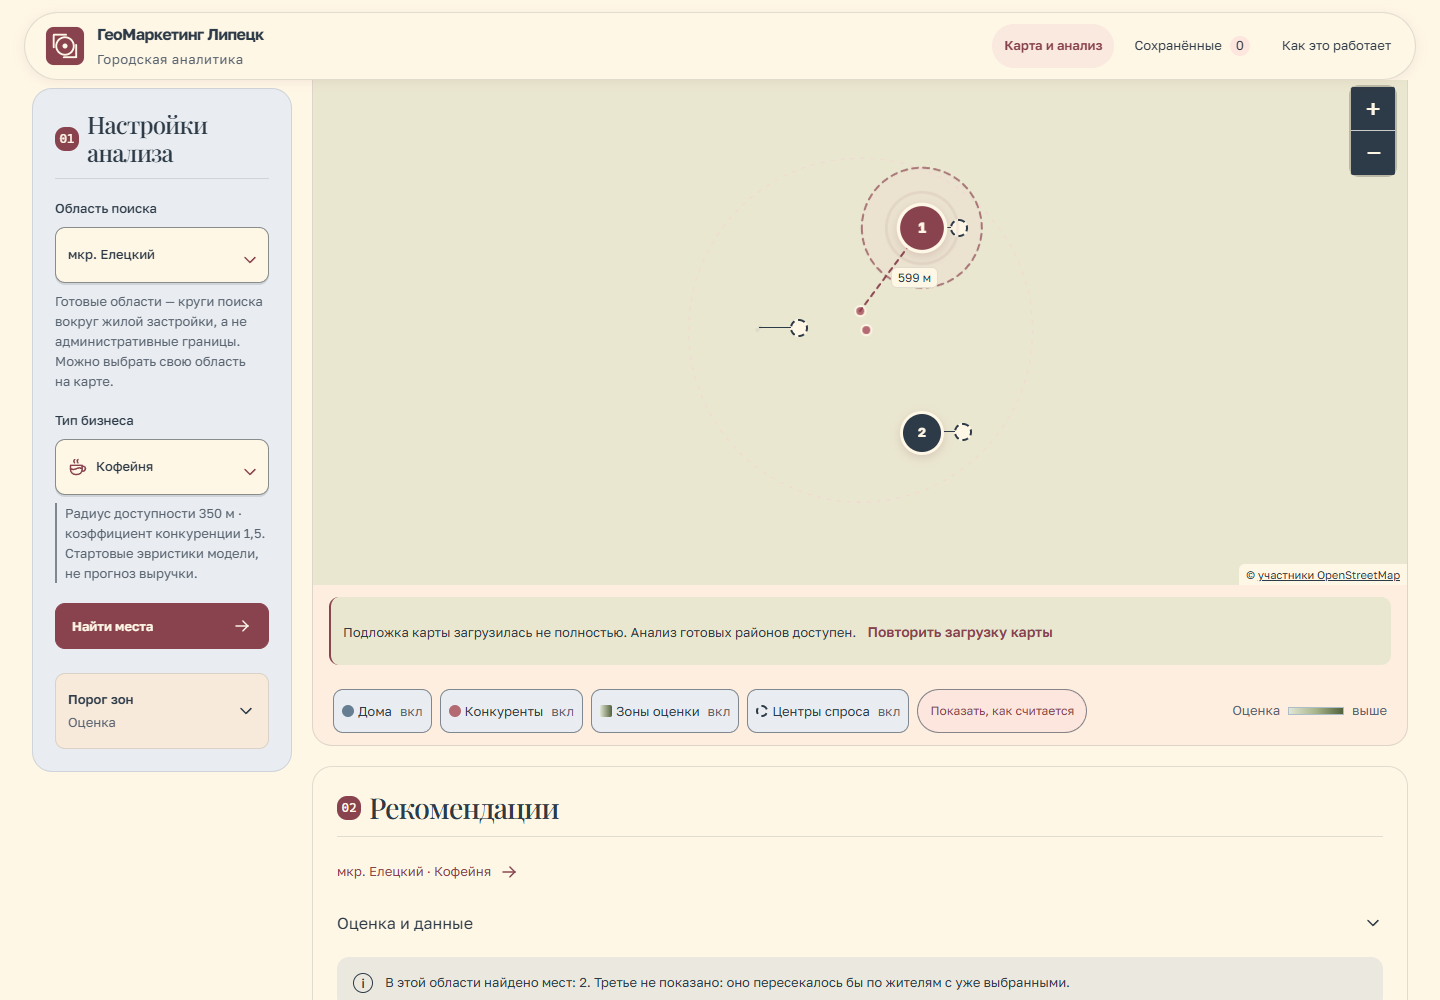 ГеоМаркетинг Липецк
Городская аналитика
Карта и анализ
Сохранённые 0
Как это работает
01 Настройки
анализа
Область поиска
мкр. Елецкий
Готовые области — круги поиска
вокруг жилой застройки, а не
административные границы.
Можно выбрать свою область
на карте.
Тип бизнеса
Кофейня
Радиус доступности 350 м ·
коэффициент конкуренции 1,5.
Стартовые эвристики модели,
не прогноз выручки.
Найти места
Порог зон
Оценка
+
−
1
599 м
2
© участники OpenStreetMap
Подложка карты загрузилась не полностью. Анализ готовых районов доступен. Повторить загрузку карты
Дома вкл
Конкуренты вкл
Зоны оценки вкл
Центры спроса вкл
Показать, как считается
Оценка выше
02 Рекомендации
мкр. Елецкий · Кофейня
Оценка и данные
В этой области найдено мест: 2. Третье не показано: оно пересекалось бы по жителям с уже выбранными.